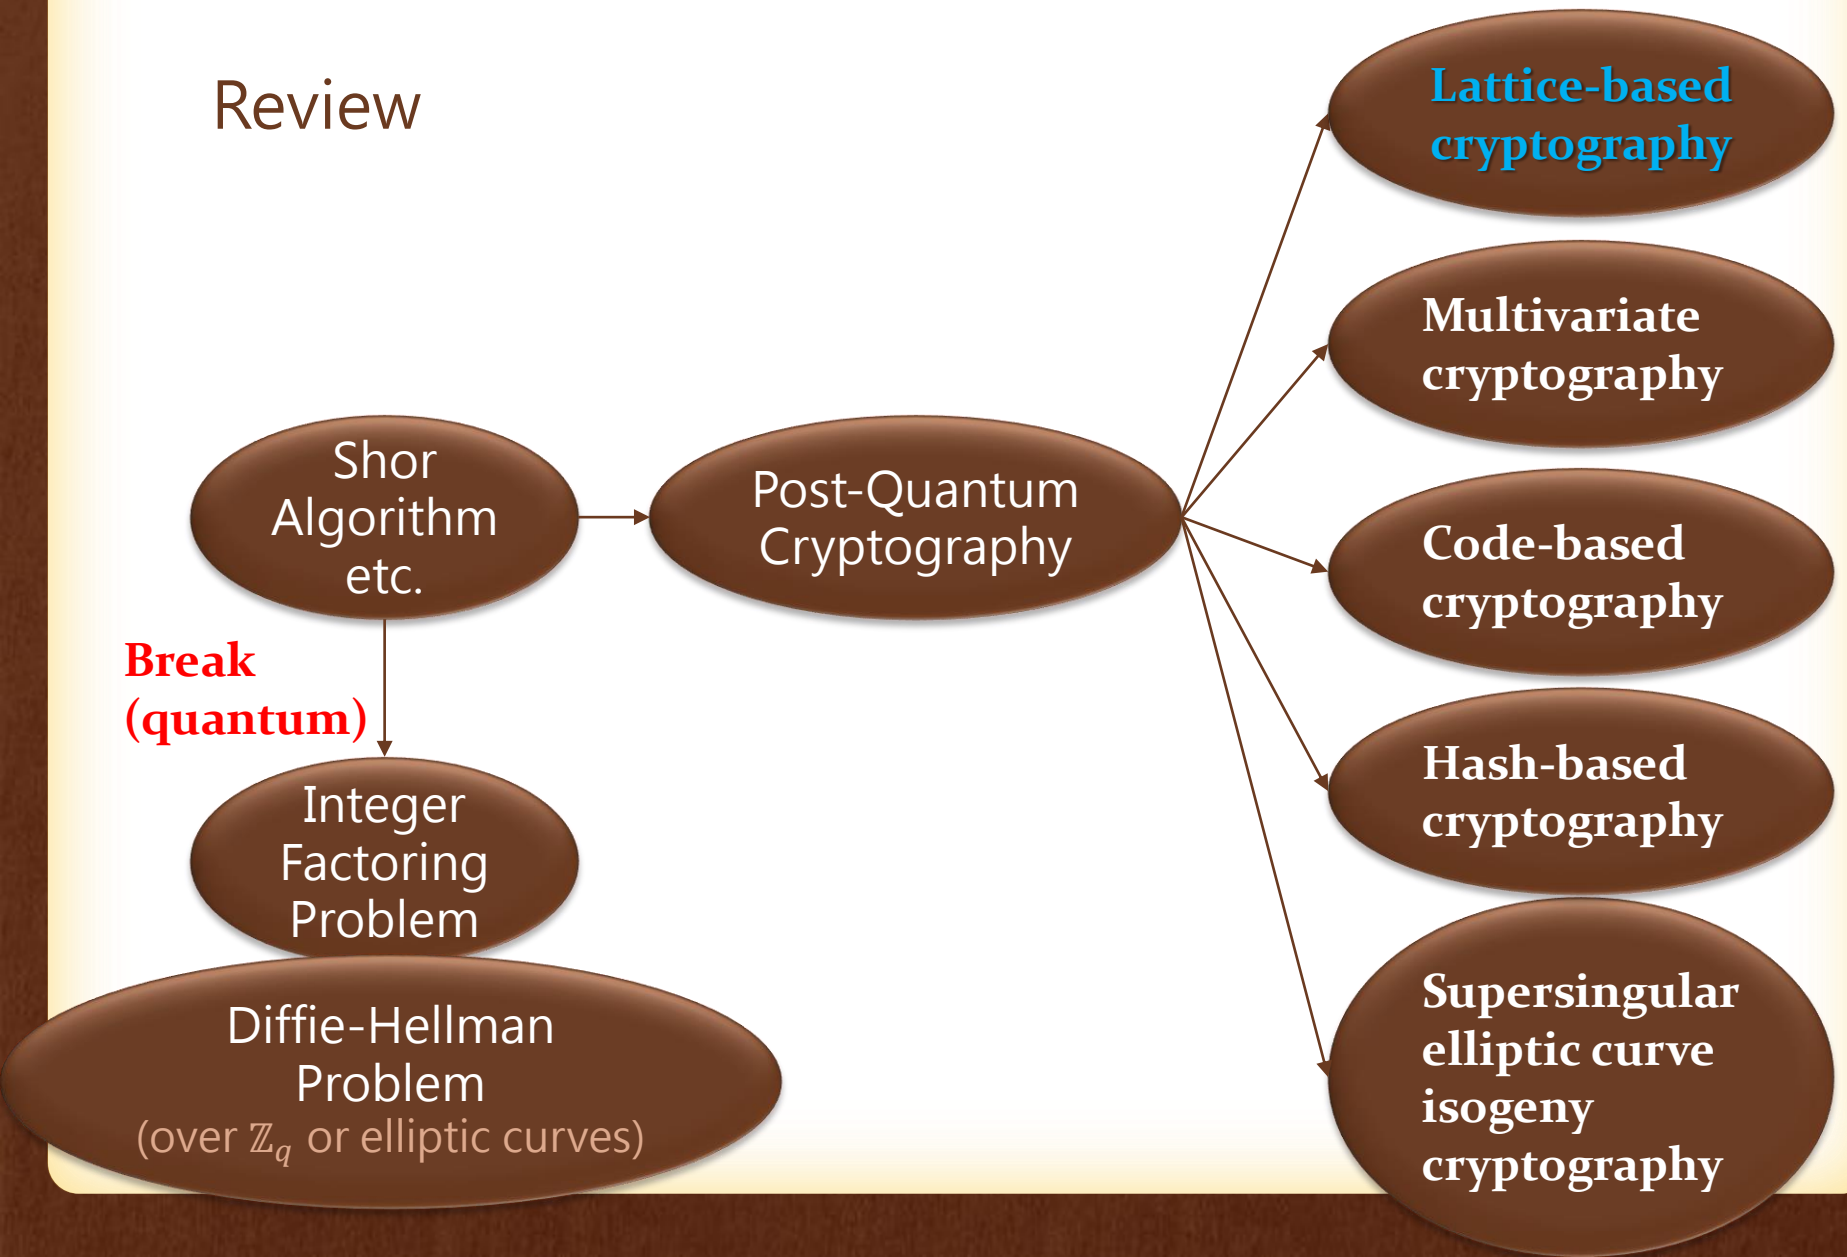 Review
Shor
Algorithm
etc.
Break
(quantum)
Integer
Factoring
Problem
Diffie-Hellman
Problem
(over ℤ_q or elliptic curves)
Post-Quantum
Cryptography
Lattice-based
cryptography
Multivariate
cryptography
Code-based
cryptography
Hash-based
cryptography
Supersingular
elliptic curve
isogeny
cryptography